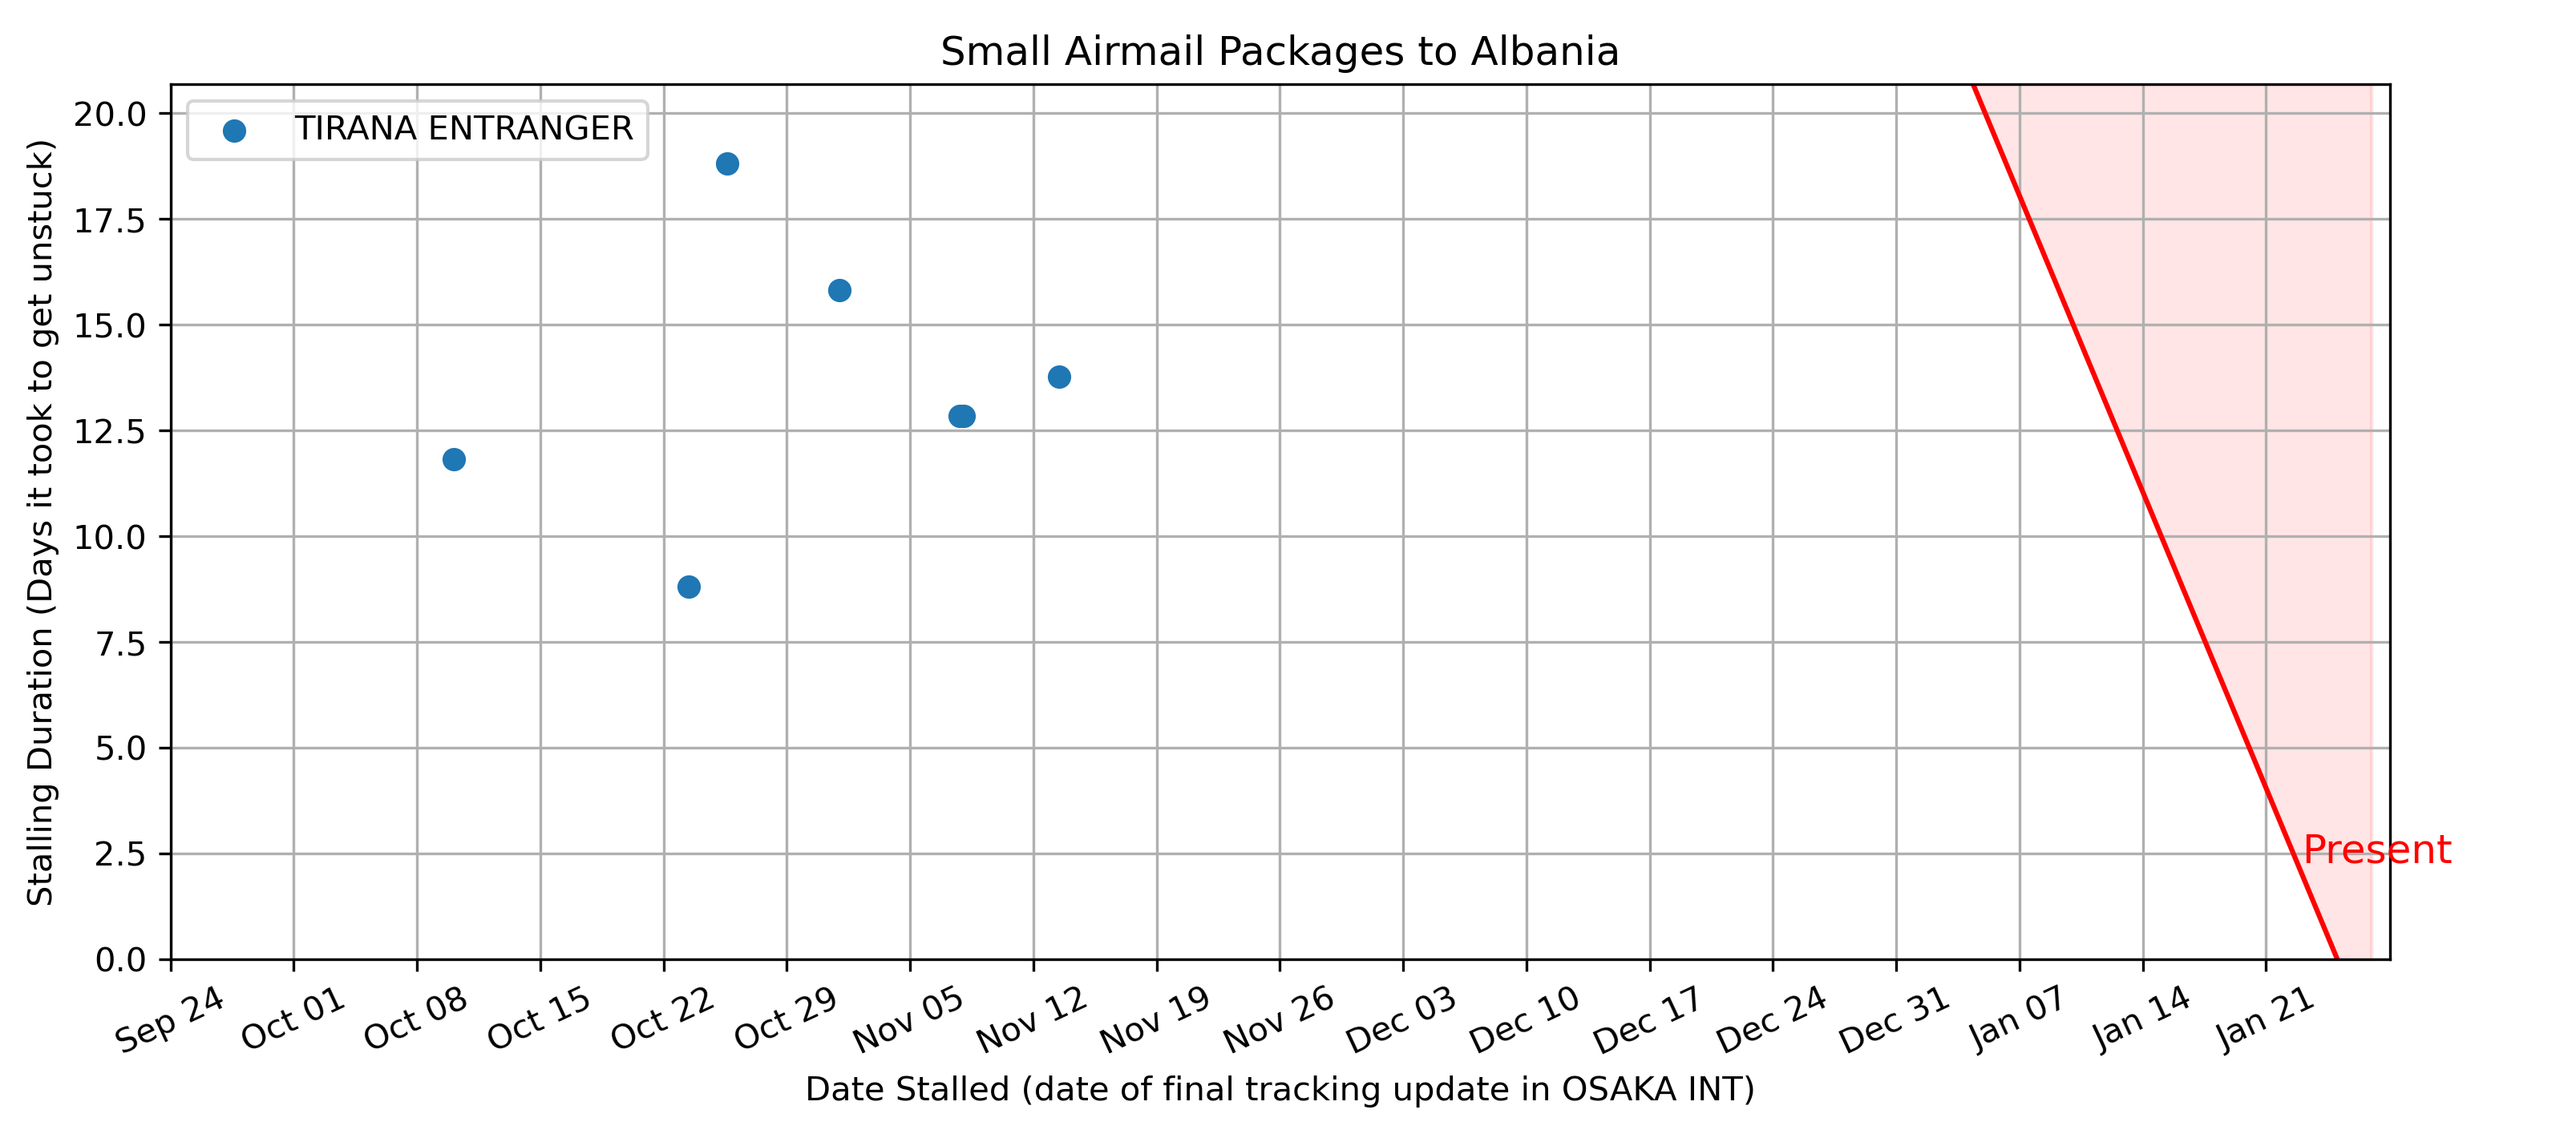 Small Airmail Packages to Albania
TIRANA ENTRANGER
Stalling Duration (Days it took to get unstuck)
20.0
17.5
15.0
12.5
10.0
7.5
5.0
2.5
0.0
Present
Sep 24
Oct 01
Oct 08
Oct 15
Oct 22
Oct 29
Nov 05
Nov 12
Nov 19
Nov 26
Dec 03
Dec 10
Dec 17
Dec 24
Dec 31
Jan 07
Jan 14
Jan 21
Date Stalled (date of final tracking update in OSAKA INT)